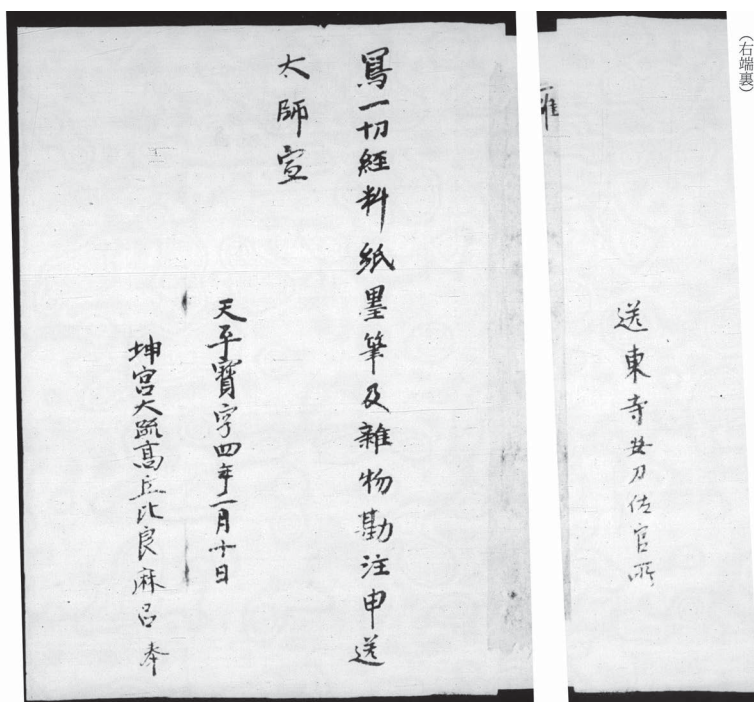 (右端裏)
送東寺安刀佐官所
寫一切經料紙墨筆及雜物勘注申送
太師宣
天平寶字四年二月十日
坤宮大疏高丘比良麻呂奉